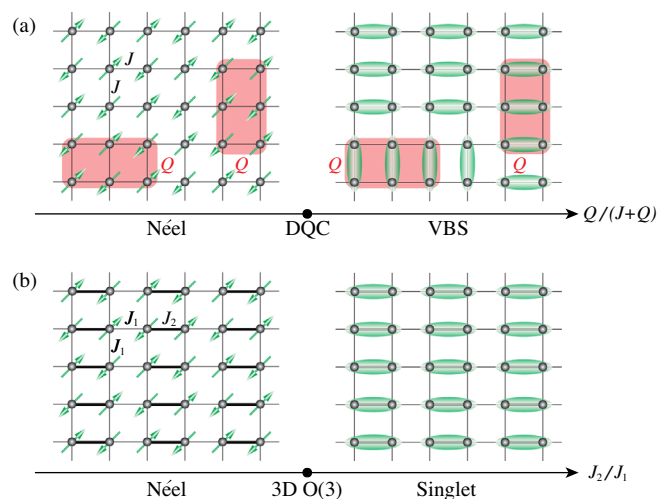 (a)
J
J
Q
Q
Q
Q
Néel
DQC
VBS
Q/(J+Q)
(b)
J₁
J₂
J₁
Néel
3D O(3)
Singlet
J₂/J₁